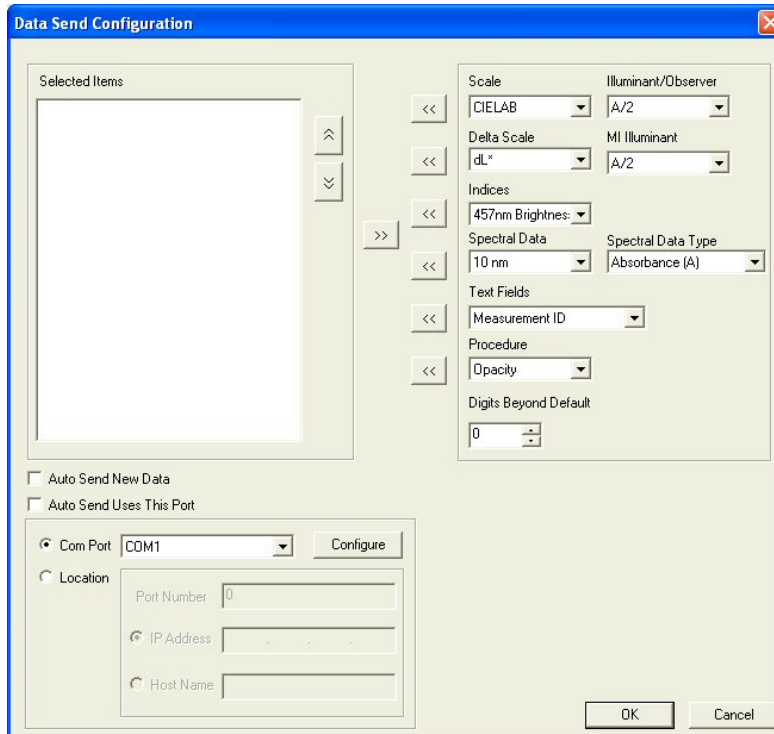 Data Send Configuration
Selected Items
<<
Scale
CIELAB
Illuminant/Observer
A/2
<<
Delta Scale
dL*
MI Illuminant
A/2
<<
Indices
457nm Brightnes
>>
<<
Spectral Data
10 nm
Spectral Data Type
Absorbance (A)
<<
Text Fields
Measurement ID
<<
Procedure
Opacity
Digits Beyond Default
0
Auto Send New Data
Auto Send Uses This Port
Com Port
COM1
Configure
Location
Port Number
0
IP Address
. . .
Host Name
OK
Cancel